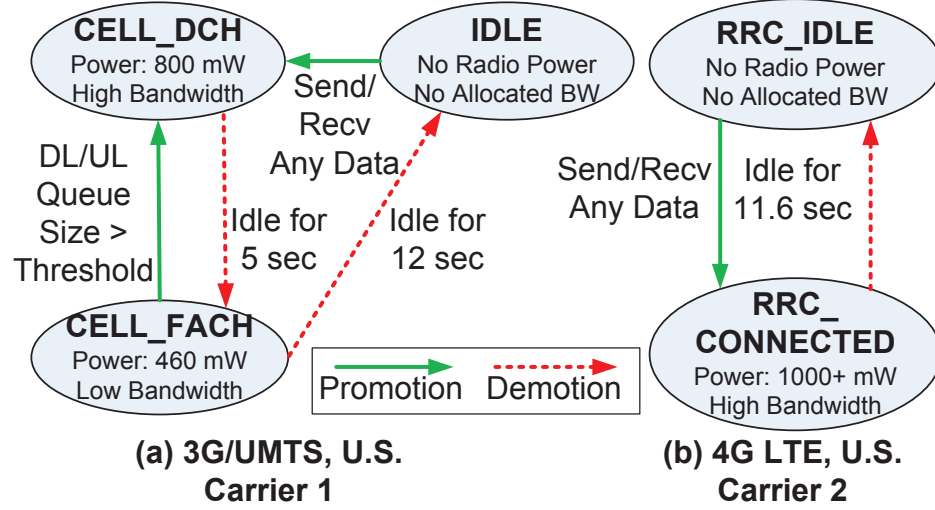 CELL_DCH
Power: 800 mW
High Bandwidth
IDLE
No Radio Power
No Allocated BW
Send/
Recv
Any Data
DL/UL
Queue
Size >
Threshold
Idle for
5 sec
Idle for
12 sec
CELL_FACH
Power: 460 mW
Low Bandwidth
Promotion
Demotion
(a) 3G/UMTS, U.S.
Carrier 1
RRC_IDLE
No Radio Power
No Allocated BW
Send/Recv
Any Data
Idle for
11.6 sec
RRC_
CONNECTED
Power: 1000+ mW
High Bandwidth
(b) 4G LTE, U.S.
Carrier 2